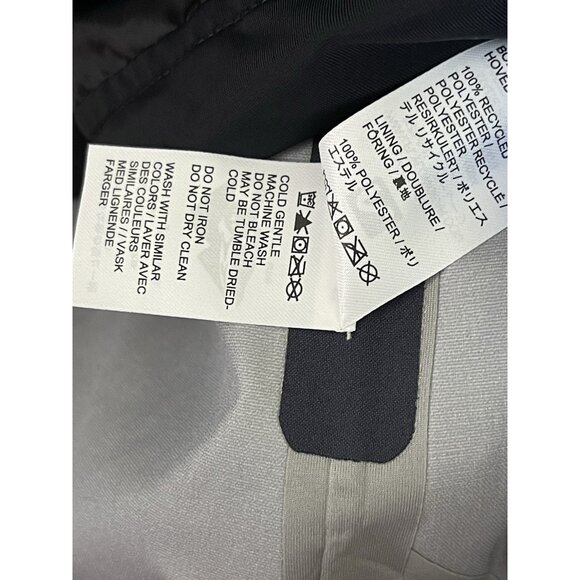 COLD GENTLE
MACHINE WASH
DO NOT BLEACH
MAY BE TUMBLE DRIED-
COLD
DO NOT IRON
DO NOT DRY CLEAN
WASH WITH SIMILAR
COLORS / LAVER AVEC
DES COULEURS
SIMILAIRES // VASK
MED LIGNENDE
FARGER
HOVED
100% RECYCLED
POLYESTER /
POLYESTER RECYCLÉ /
POLYESTER
RESIRKULERT / ポリエス
テル リサイクル
LINING / DOUBLURE /
FÔRING / 裏地
100% POLYESTER / ポリ
エステル